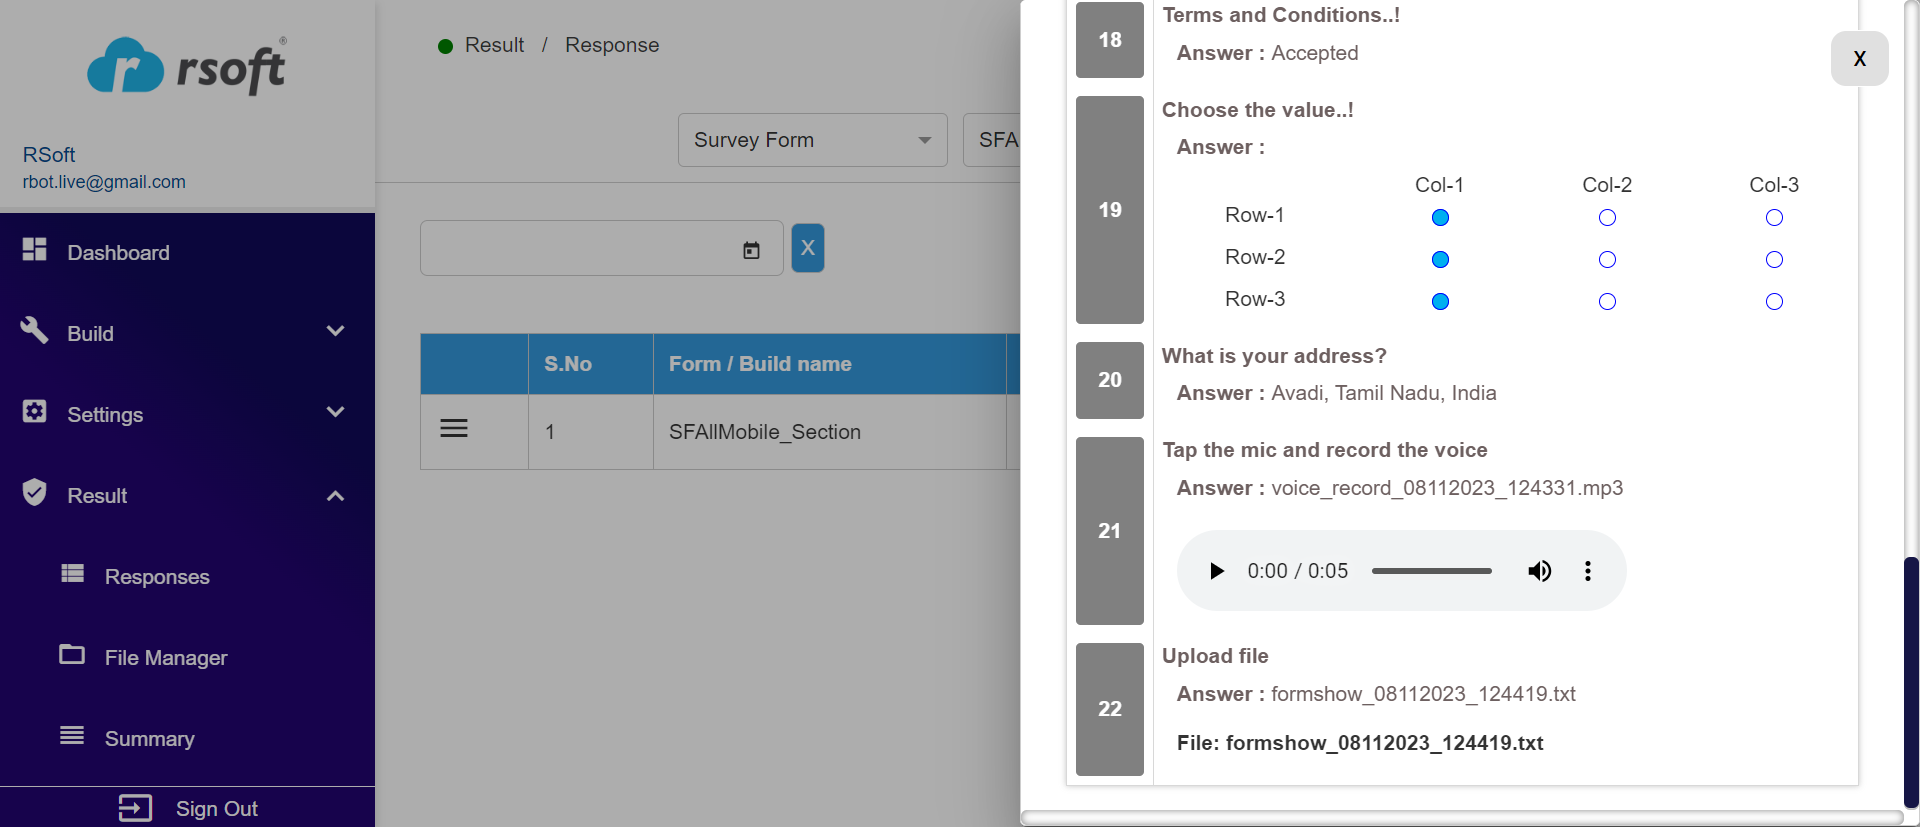 rsoft®
RSoft
rbot.live@gmail.com
Dashboard
Build
Settings
Result
Responses
File Manager
Summary
Sign Out
Result / Response
Survey Form
SFA
X
S.No
Form / Build name
1
SFAllMobile_Section
X
18
Terms and Conditions..!
Answer : Accepted
19
Choose the value..!
Answer :
Col-1 Col-2 Col-3
Row-1
Row-2
Row-3
20
What is your address?
Answer : Avadi, Tamil Nadu, India
21
Tap the mic and record the voice
Answer : voice_record_08112023_124331.mp3
0:00 / 0:05
22
Upload file
Answer : formshow_08112023_124419.txt
File: formshow_08112023_124419.txt